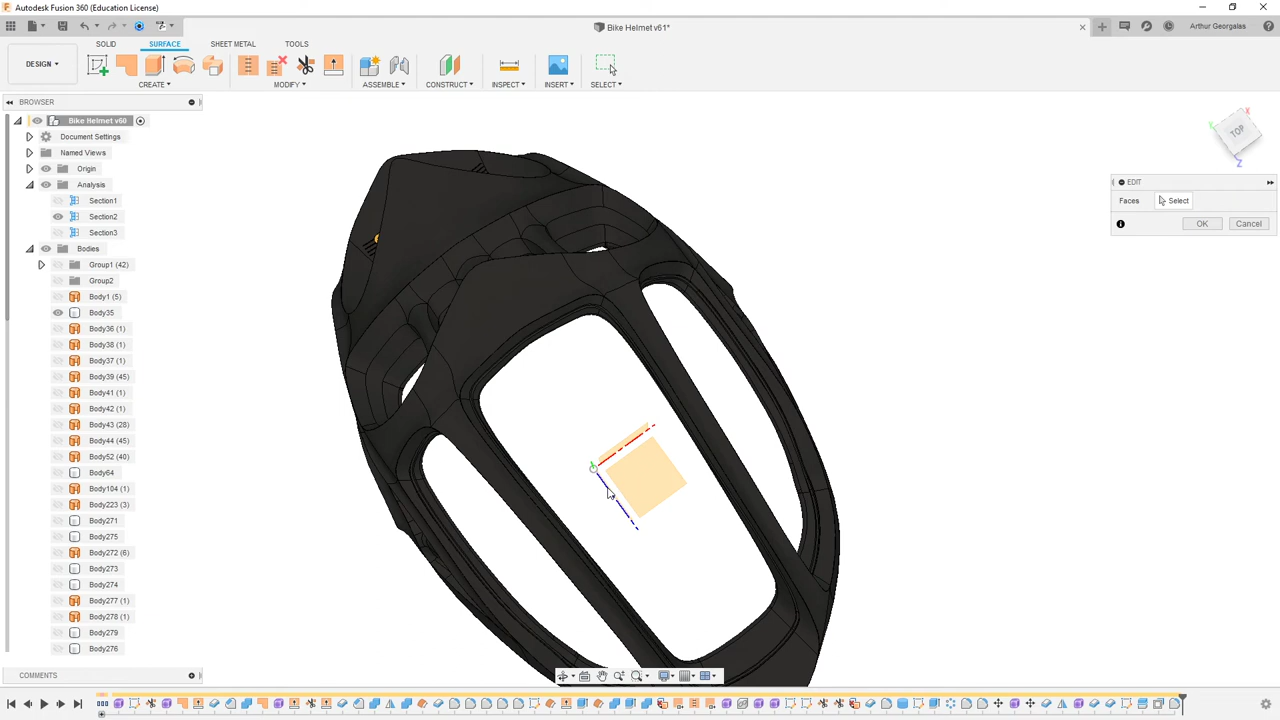 Autodesk Fusion 360 (Education License)
Bike Helmet v61*
Arthur Georgalas
SOLID SURFACE SHEET METAL TOOLS
DESIGN ▾
CREATE ▾ MODIFY ▾ ASSEMBLE ▾ CONSTRUCT ▾ INSPECT ▾ INSERT ▾ SELECT ▾
BROWSER
Bike Helmet v60
Document Settings
Named Views
Origin
Analysis
Section1
Section2
Section3
Bodies
Group1 (42)
Group2
Body1 (5)
Body35
Body36 (1)
Body38 (1)
Body37 (1)
Body39 (45)
Body41 (1)
Body42 (1)
Body43 (28)
Body44 (45)
Body52 (40)
Body64
Body104 (1)
Body223 (3)
Body271
Body275
Body272 (6)
Body273
Body274
Body277 (1)
Body278 (1)
Body279
Body276
COMMENTS
X
Y
TOP
Z
EDIT
Faces Select
OK Cancel